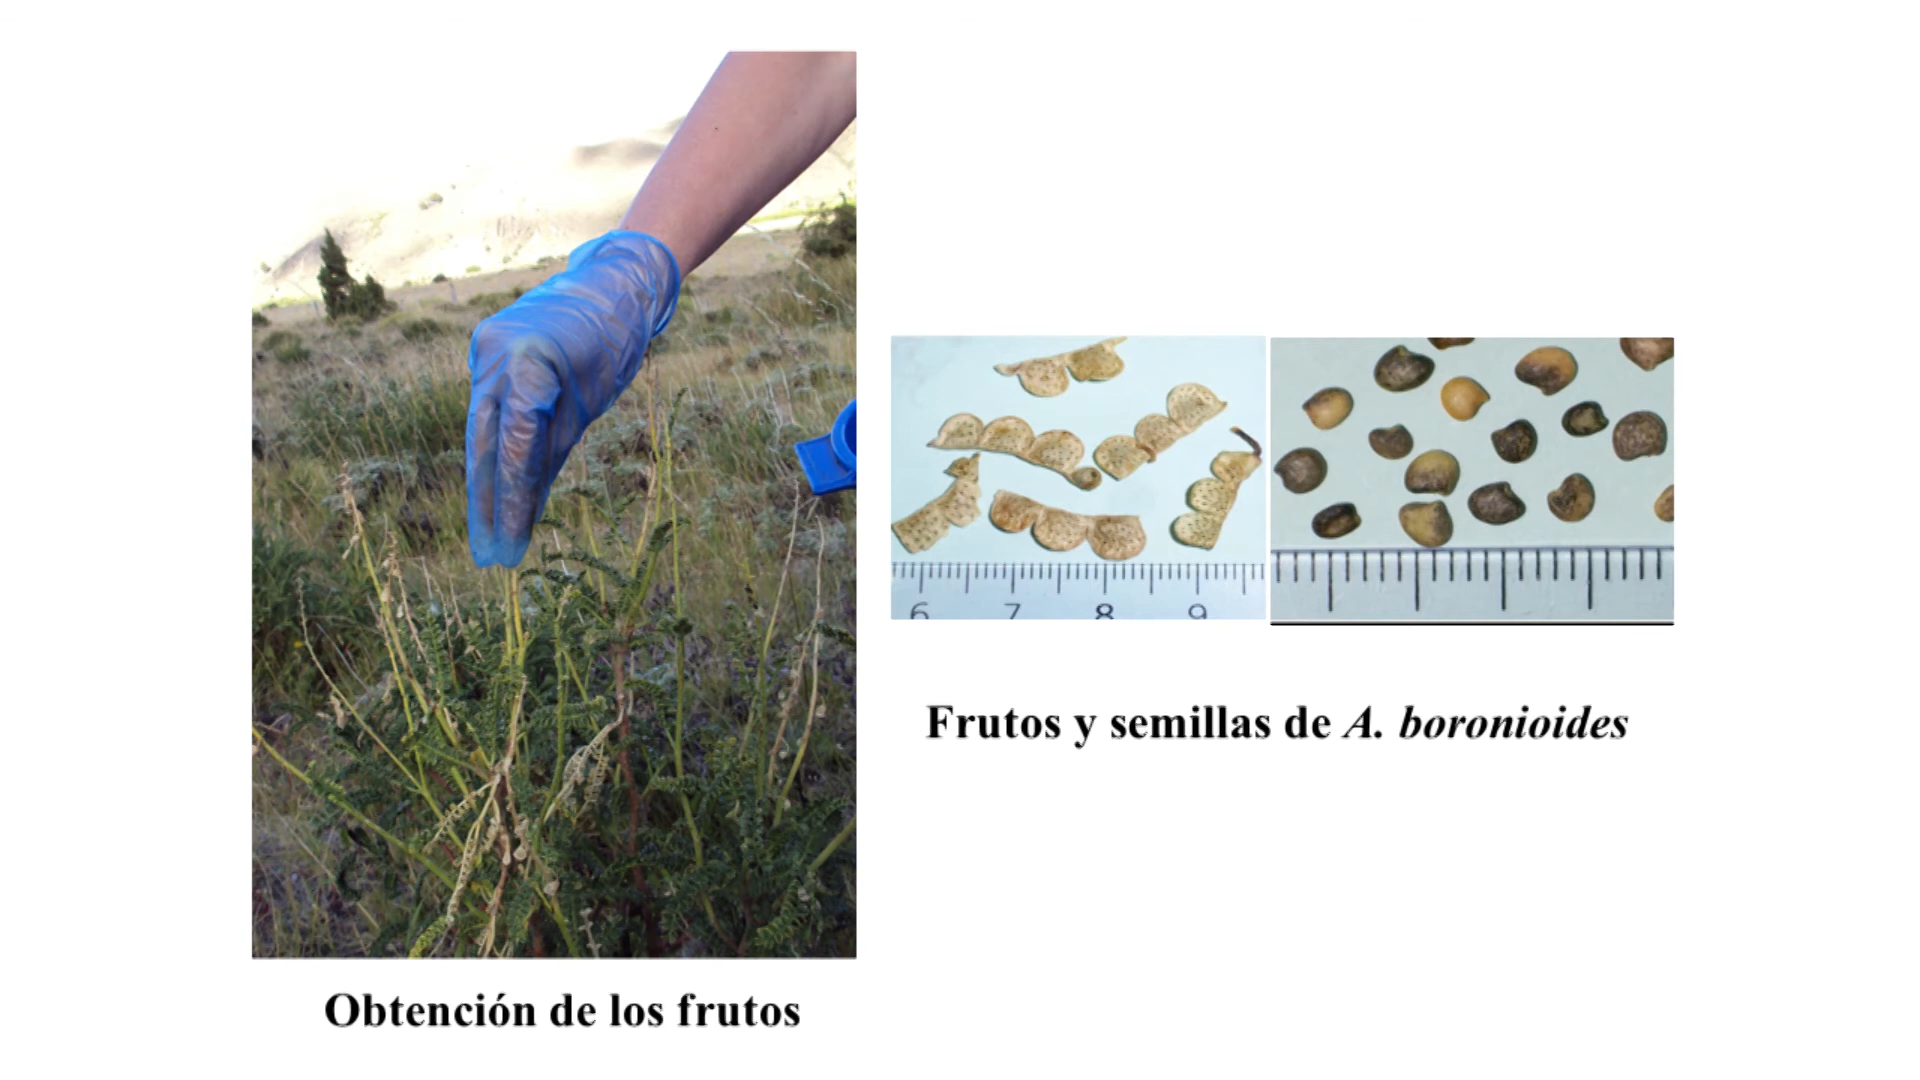 6 7 8 9
Frutos y semillas de A. boronioides
Obtención de los frutos